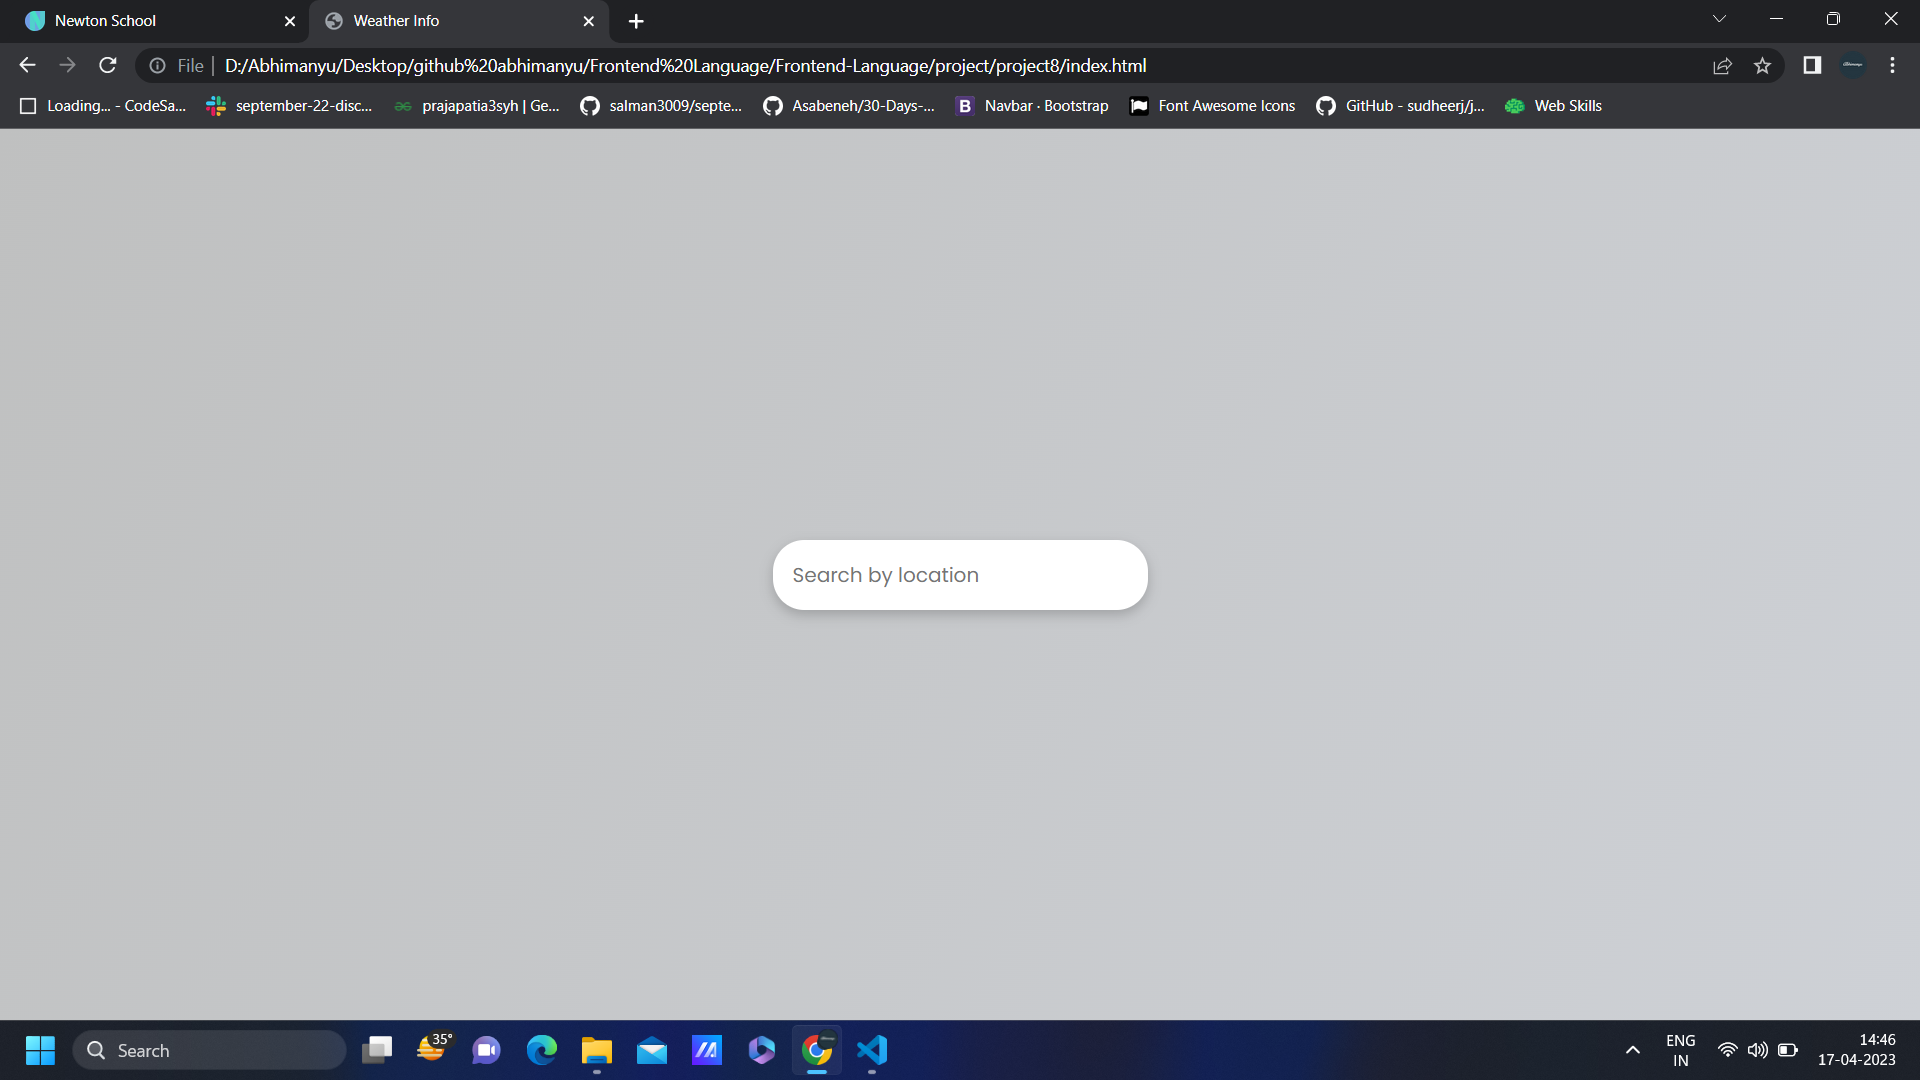 Newton School
Weather Info
File
D:/Abhimanyu/Desktop/github%20abhimanyu/Frontend%20Language/Frontend-Language/project/project8/index.html
Loading... - CodeSa...
september-22-disc...
prajapatia3syh | Ge...
salman3009/septe...
Asabeneh/30-Days-...
B
Navbar · Bootstrap
Font Awesome Icons
GitHub - sudheerj/j...
Web Skills
Search by location
Search
35°
ENG
IN
14:46
17-04-2023